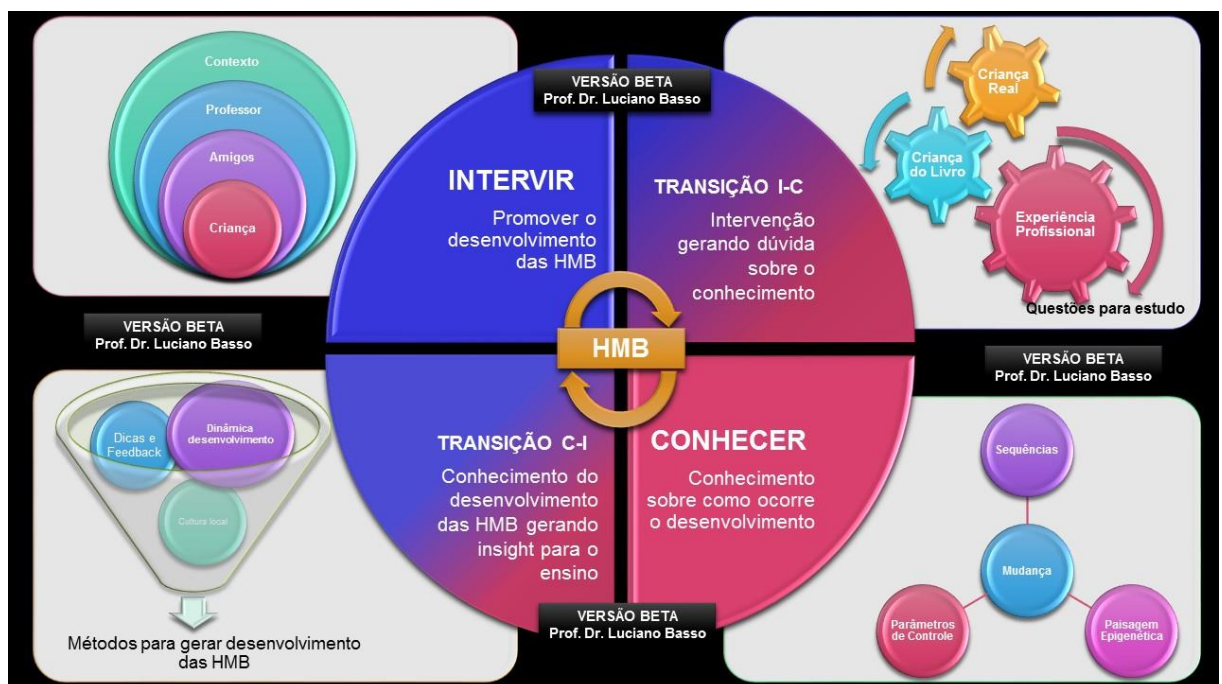 Contexto
Professor
Amigos
Criança
VERSÃO BETA
Prof. Dr. Luciano Basso
INTERVIR
Promover o
desenvolvimento
das HMB
TRANSIÇÃO I-C
Intervenção
gerando dúvida
sobre o
conhecimento
Criança
Real
Criança
do Livro
Experiência
Profissional
Questões para estudo
VERSÃO BETA
Prof. Dr. Luciano Basso
HMB
VERSÃO BETA
Prof. Dr. Luciano Basso
Dicas e
Feedback
Dinâmica
desenvolvimento
Cultura local
Métodos para gerar desenvolvimento
das HMB
TRANSIÇÃO C-I
Conhecimento do
desenvolvimento
das HMB gerando
insight para o
ensino
CONHECER
Conhecimento
sobre como ocorre
o desenvolvimento
VERSÃO BETA
Prof. Dr. Luciano Basso
Sequências
Mudança
Parâmetros
de Controle
Paisagem
Epigenética